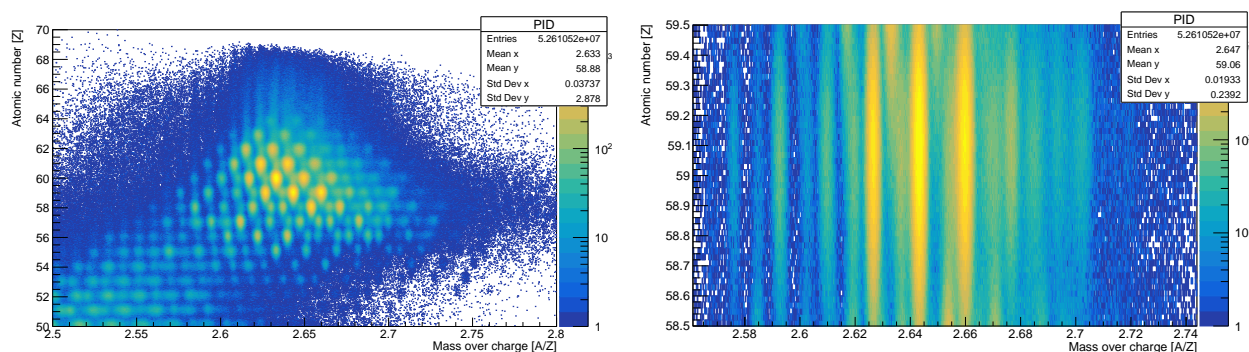 PID
Entries 5.261052e+07
Mean x 2.633
Mean y 58.88
Std Dev x 0.03737
Std Dev y 2.878
Atomic number [Z]
70
68
66
64
62
60
58
56
54
52
50
2.5
2.55
2.6
2.65
2.7
2.75
2.8
Mass over charge [A/Z]
3
10²
10
1
PID
Entries 5.261052e+07
Mean x 2.647
Mean y 59.06
Std Dev x 0.01933
Std Dev y 0.2392
Atomic number [Z]
59.5
59.4
59.3
59.2
59.1
59
58.9
58.8
58.7
58.6
58.5
2.58
2.6
2.62
2.64
2.66
2.68
2.7
2.72
2.74
Mass over charge [A/Z]
10
10
1